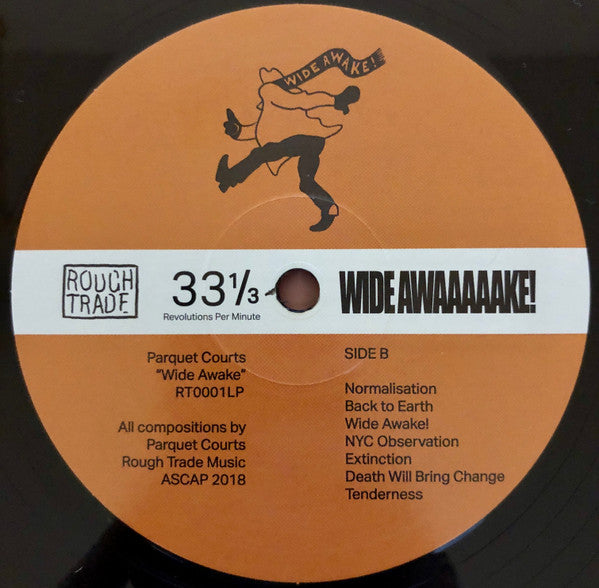 WIDE AWAKE!
ROUGH
TRADE
33⅓
Revolutions Per Minute
WIDE AWAAAAAKE!
Parquet Courts
“Wide Awake”
RT0001LP
All compositions by
Parquet Courts
Rough Trade Music
ASCAP 2018
SIDE B
Normalisation
Back to Earth
Wide Awake!
NYC Observation
Extinction
Death Will Bring Change
Tenderness